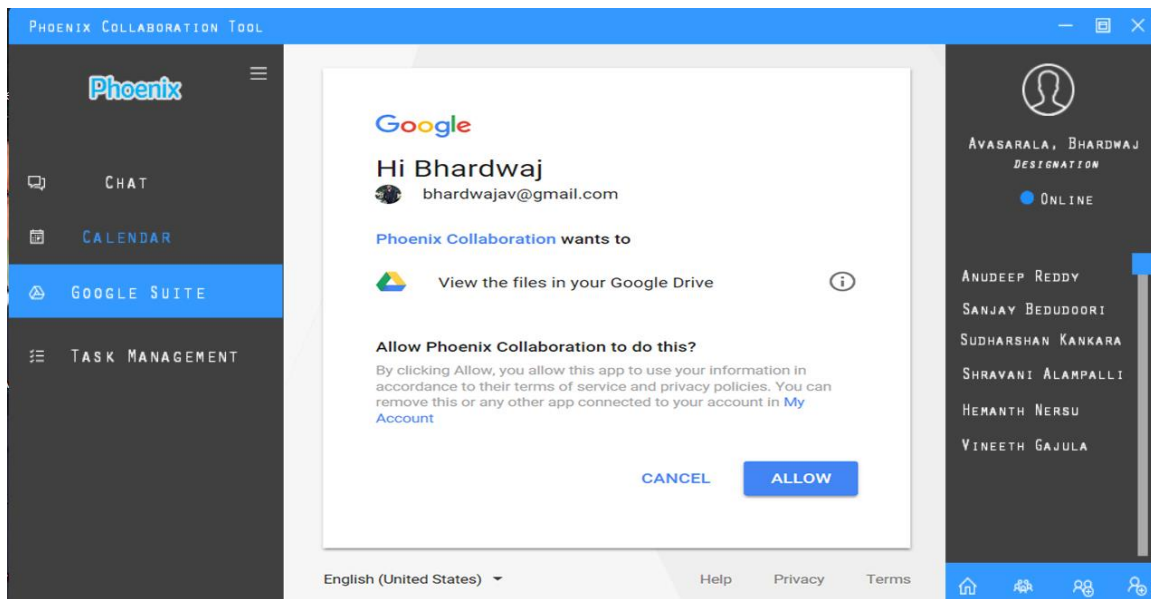 Phoenix Collaboration Tool
Phoenix
Chat
Calendar
Google Suite
Task Management
Google
Hi Bhardwaj
bhardwajav@gmail.com
Phoenix Collaboration wants to
View the files in your Google Drive
Allow Phoenix Collaboration to do this?
By clicking Allow, you allow this app to use your information in
accordance to their terms of service and privacy policies. You can
remove this or any other app connected to your account in My
Account
CANCEL ALLOW
English (United States) Help Privacy Terms
Avasarala, Bhardwaj
Designation
Online
Anudeep Reddy
Sanjay Bedudoori
Sudharshan Kankara
Shravani Alampalli
Hemanth Nersu
Vineeth Gajula